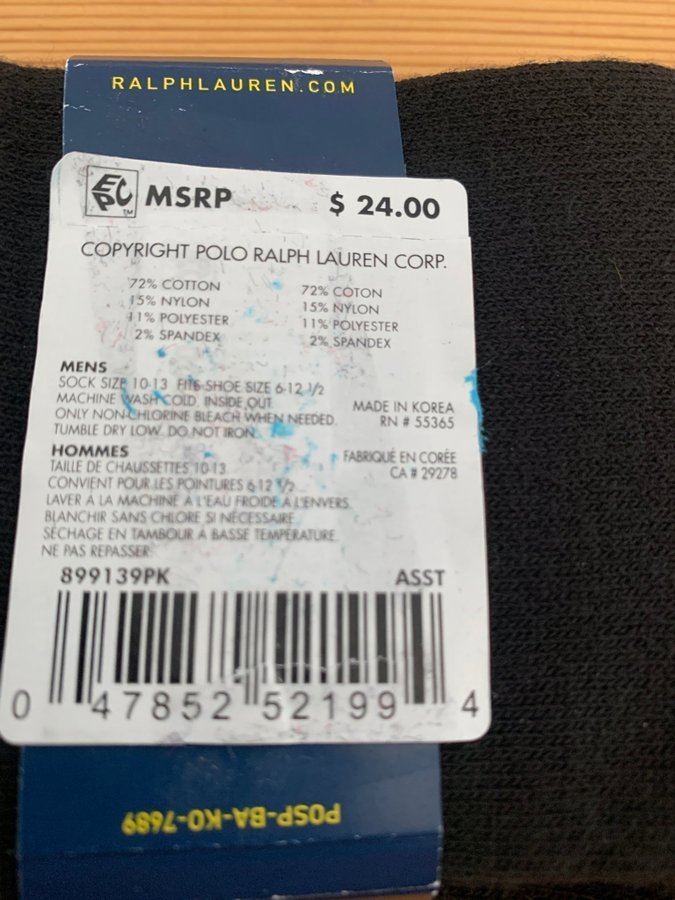 RALPHLAUREN.COM
EPC TM MSRP $ 24.00
COPYRIGHT POLO RALPH LAUREN CORP.
72% COTTON
15% NYLON
11% POLYESTER
2% SPANDEX
72% COTON
15% NYLON
11% POLYESTER
2% SPANDEX
MENS
SOCK SIZE 10-13 FITS SHOE SIZE 6-12 1/2
MACHINE WASH COLD, INSIDE OUT.
ONLY NON-CHLORINE BLEACH WHEN NEEDED.
TUMBLE DRY LOW. DO NOT IRON.
MADE IN KOREA
RN # 55365
HOMMES
TAILLE DE CHAUSSETTES 10-13
CONVIENT POUR LES POINTURES 6-12 1/2
LAVER A LA MACHINE A L'EAU FROIDE A L'ENVERS.
BLANCHIR SANS CHLORE SI NÉCESSAIRE.
SÉCHAGE EN TAMBOUR A BASSE TEMPÉRATURE.
NE PAS REPASSER
FABRIQUÉ EN CORÉE
CA # 29278
899139PK ASST
0 47852 52199 4
POSP-BA-KO-7689